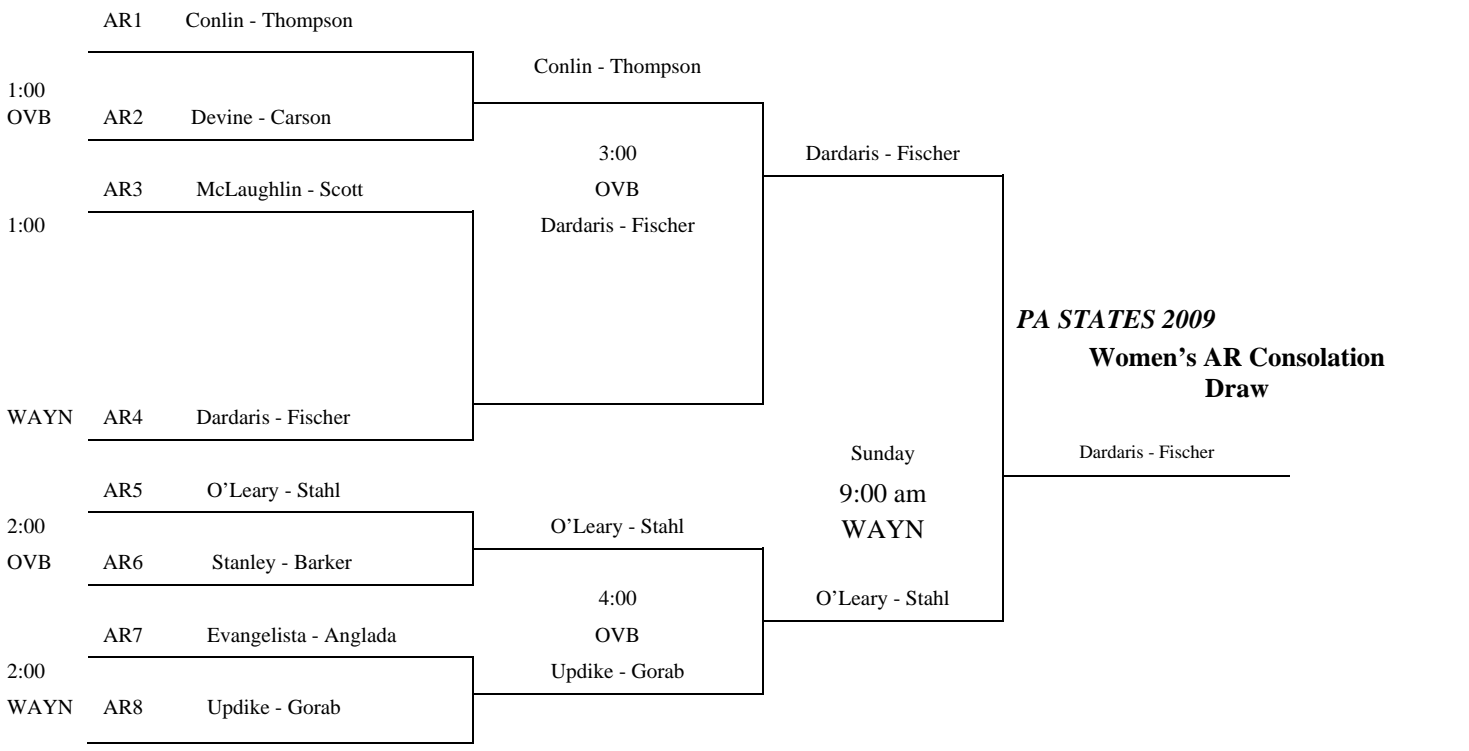 AR1 Conlin - Thompson
Conlin - Thompson
1:00
OVB AR2 Devine - Carson
3:00 Dardaris - Fischer
AR3 McLaughlin - Scott OVB
1:00 Dardaris - Fischer
PA STATES 2009
Women’s AR Consolation
Draw
WAYN AR4 Dardaris - Fischer
Sunday Dardaris - Fischer
AR5 O’Leary - Stahl 9:00 am
2:00 O’Leary - Stahl WAYN
OVB AR6 Stanley - Barker
4:00 O’Leary - Stahl
AR7 Evangelista - Anglada OVB
2:00 Updike - Gorab
WAYN AR8 Updike - Gorab